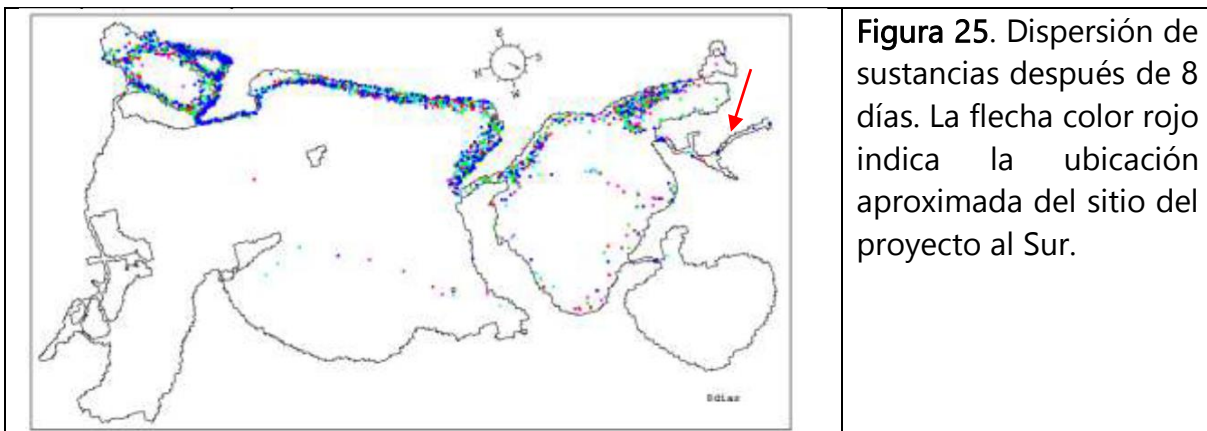 Figura 25. Dispersión de
sustancias después de 8
días. La flecha color rojo
indica la ubicación
aproximada del sitio del
proyecto al Sur.
E
S
N
W
8dias